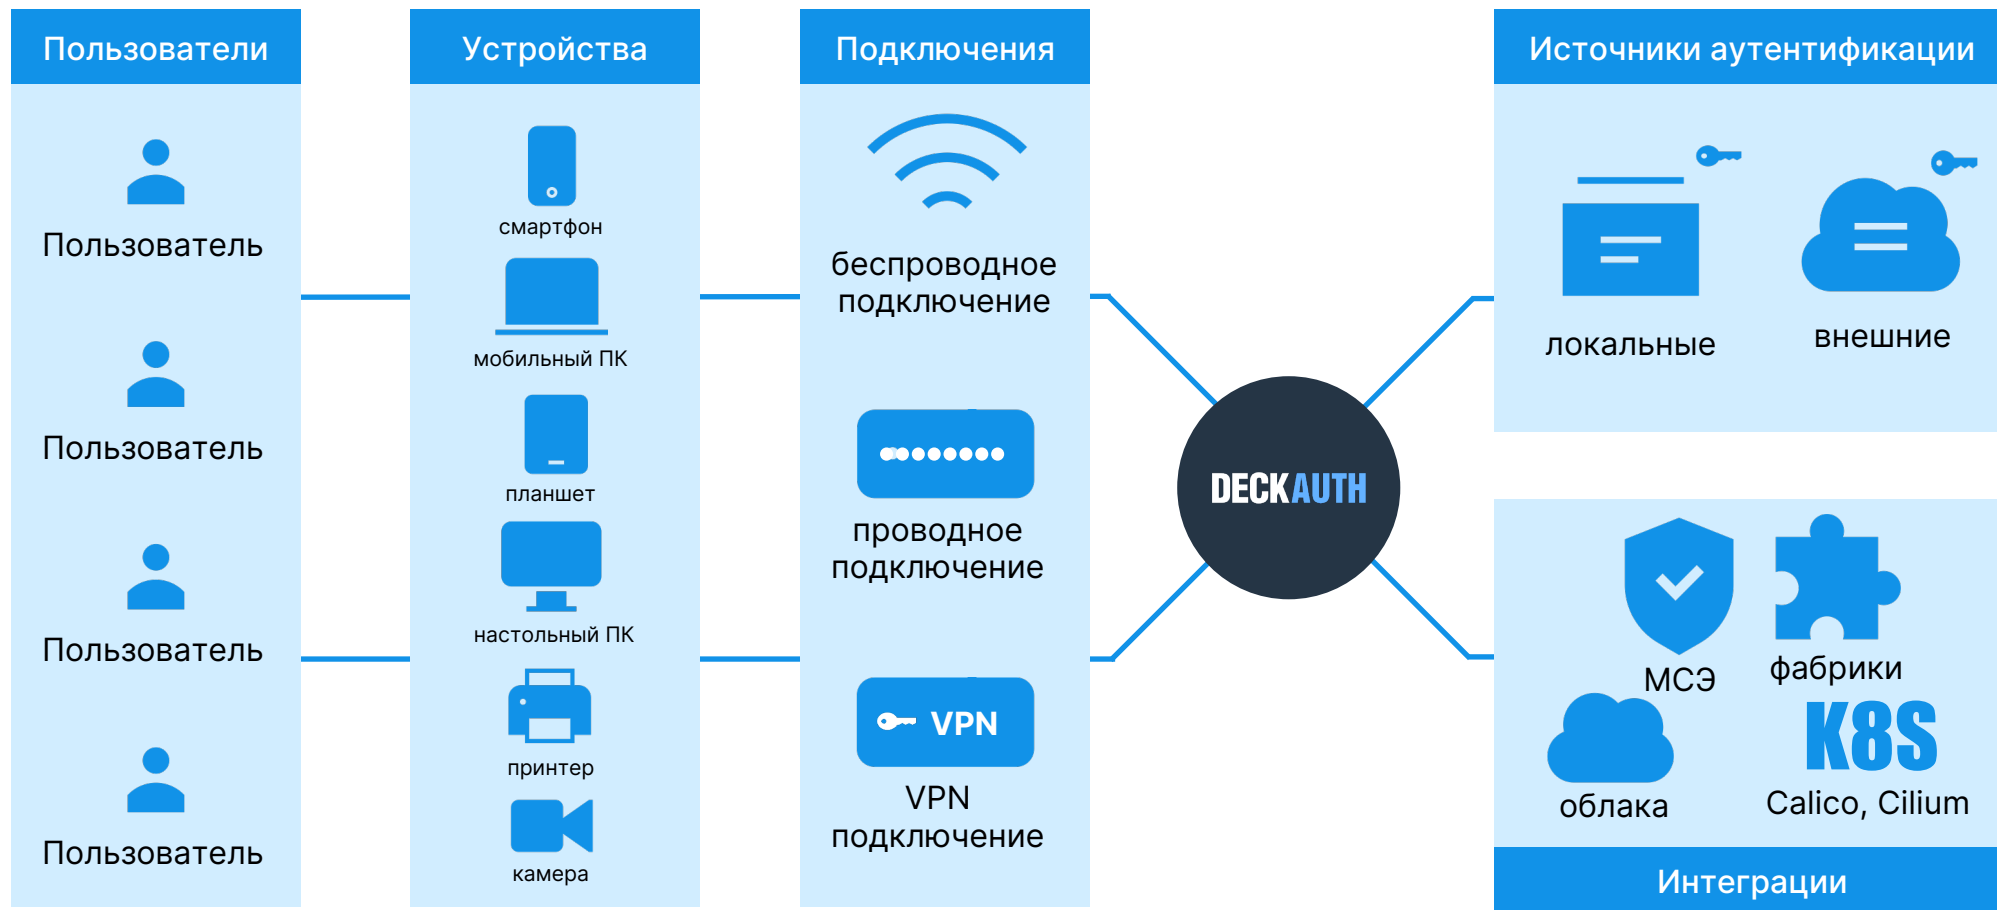 Пользователи
Пользователь
Пользователь
Пользователь
Пользователь
Устройства
смартфон
мобильный ПК
планшет
настольный ПК
принтер
камера
Подключения
беспроводное
подключение
проводное
подключение
VPN
VPN
подключение
DECKAUTH
Источники аутентификации
локальные
внешние
МСЭ
фабрики
облака
K8S
Calico, Cilium
Интеграции